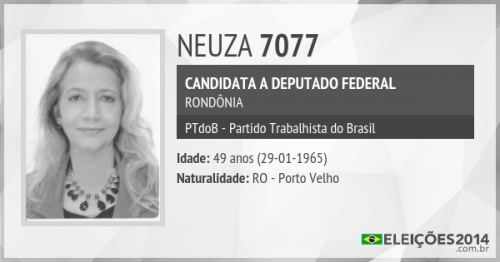 NEUZA 7077
CANDIDATA A DEPUTADO FEDERAL
RONDÔNIA
PTdoB - Partido Trabalhista do Brasil
Idade: 49 anos (29-01-1965)
Naturalidade: RO - Porto Velho
ELEIÇÕES2014
.com.br